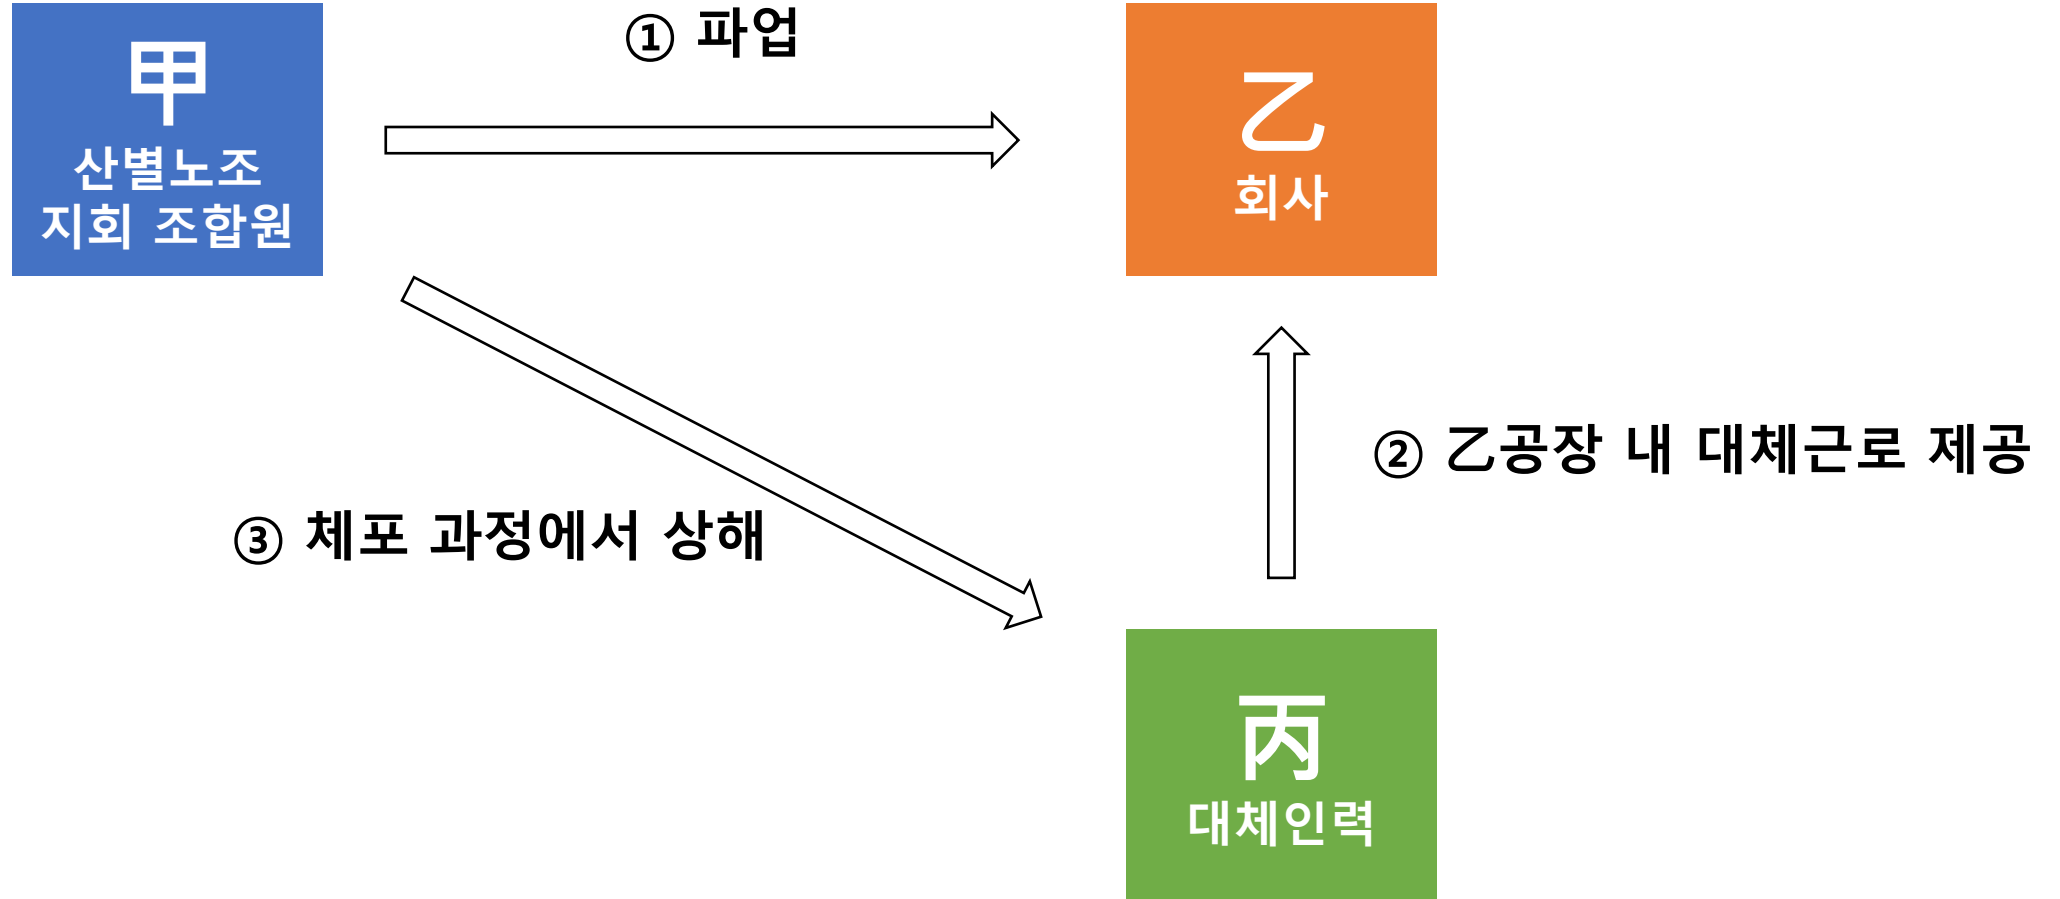 甲
산별노조
지회 조합원
① 파업
乙
회사
② 乙공장 내 대체근로 제공
③ 체포 과정에서 상해
丙
대체인력